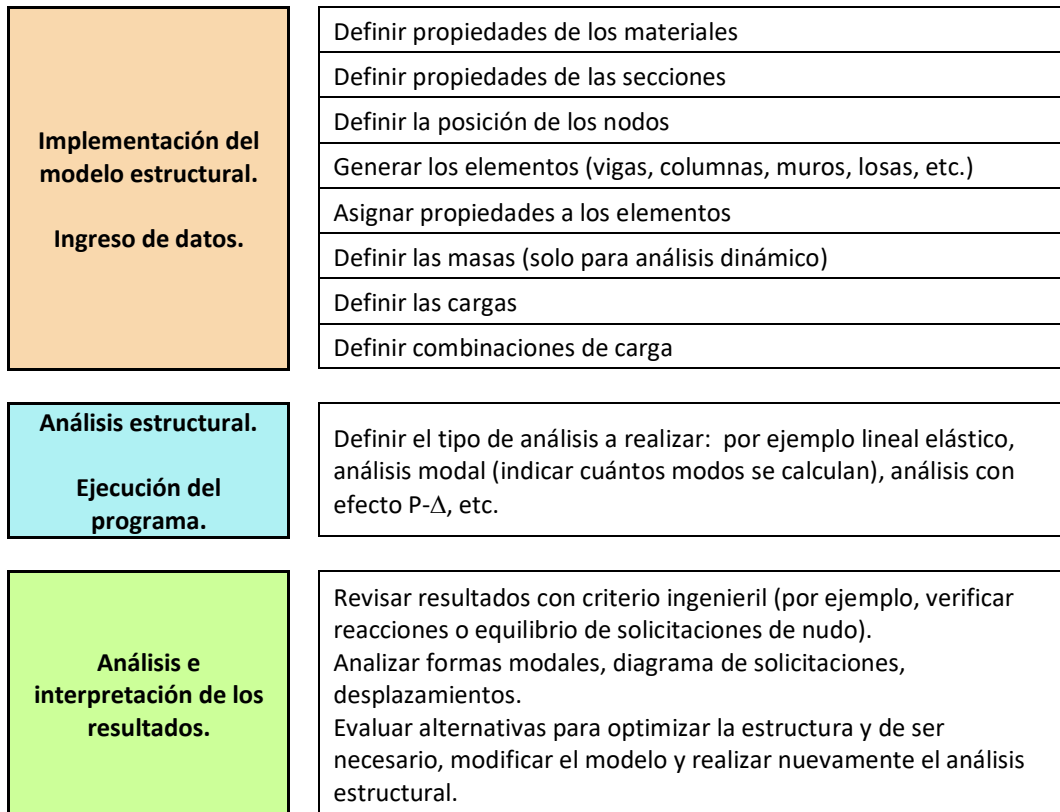 Implementación del
modelo estructural.
Ingreso de datos.
Definir propiedades de los materiales
Definir propiedades de las secciones
Definir la posición de los nodos
Generar los elementos (vigas, columnas, muros, losas, etc.)
Asignar propiedades a los elementos
Definir las masas (solo para análisis dinámico)
Definir las cargas
Definir combinaciones de carga
Análisis estructural.
Ejecución del
programa.
Definir el tipo de análisis a realizar:  por ejemplo lineal elástico,
análisis modal (indicar cuántos modos se calculan), análisis con
efecto P-Δ, etc.
Análisis e
interpretación de los
resultados.
Revisar resultados con criterio ingenieril (por ejemplo, verificar
reacciones o equilibrio de solicitaciones de nudo).
Analizar formas modales, diagrama de solicitaciones,
desplazamientos.
Evaluar alternativas para optimizar la estructura y de ser
necesario, modificar el modelo y realizar nuevamente el análisis
estructural.